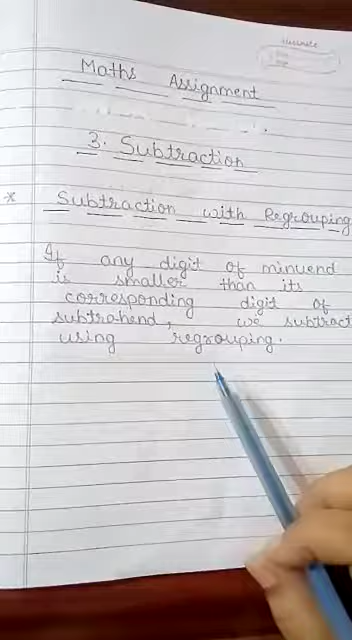 Maths Assignment
3. Subtraction
* Subtraction with Regrouping
If any digit of minuend
is smaller than its
corresponding digit of
subtrahend, we subtract
using regrouping.